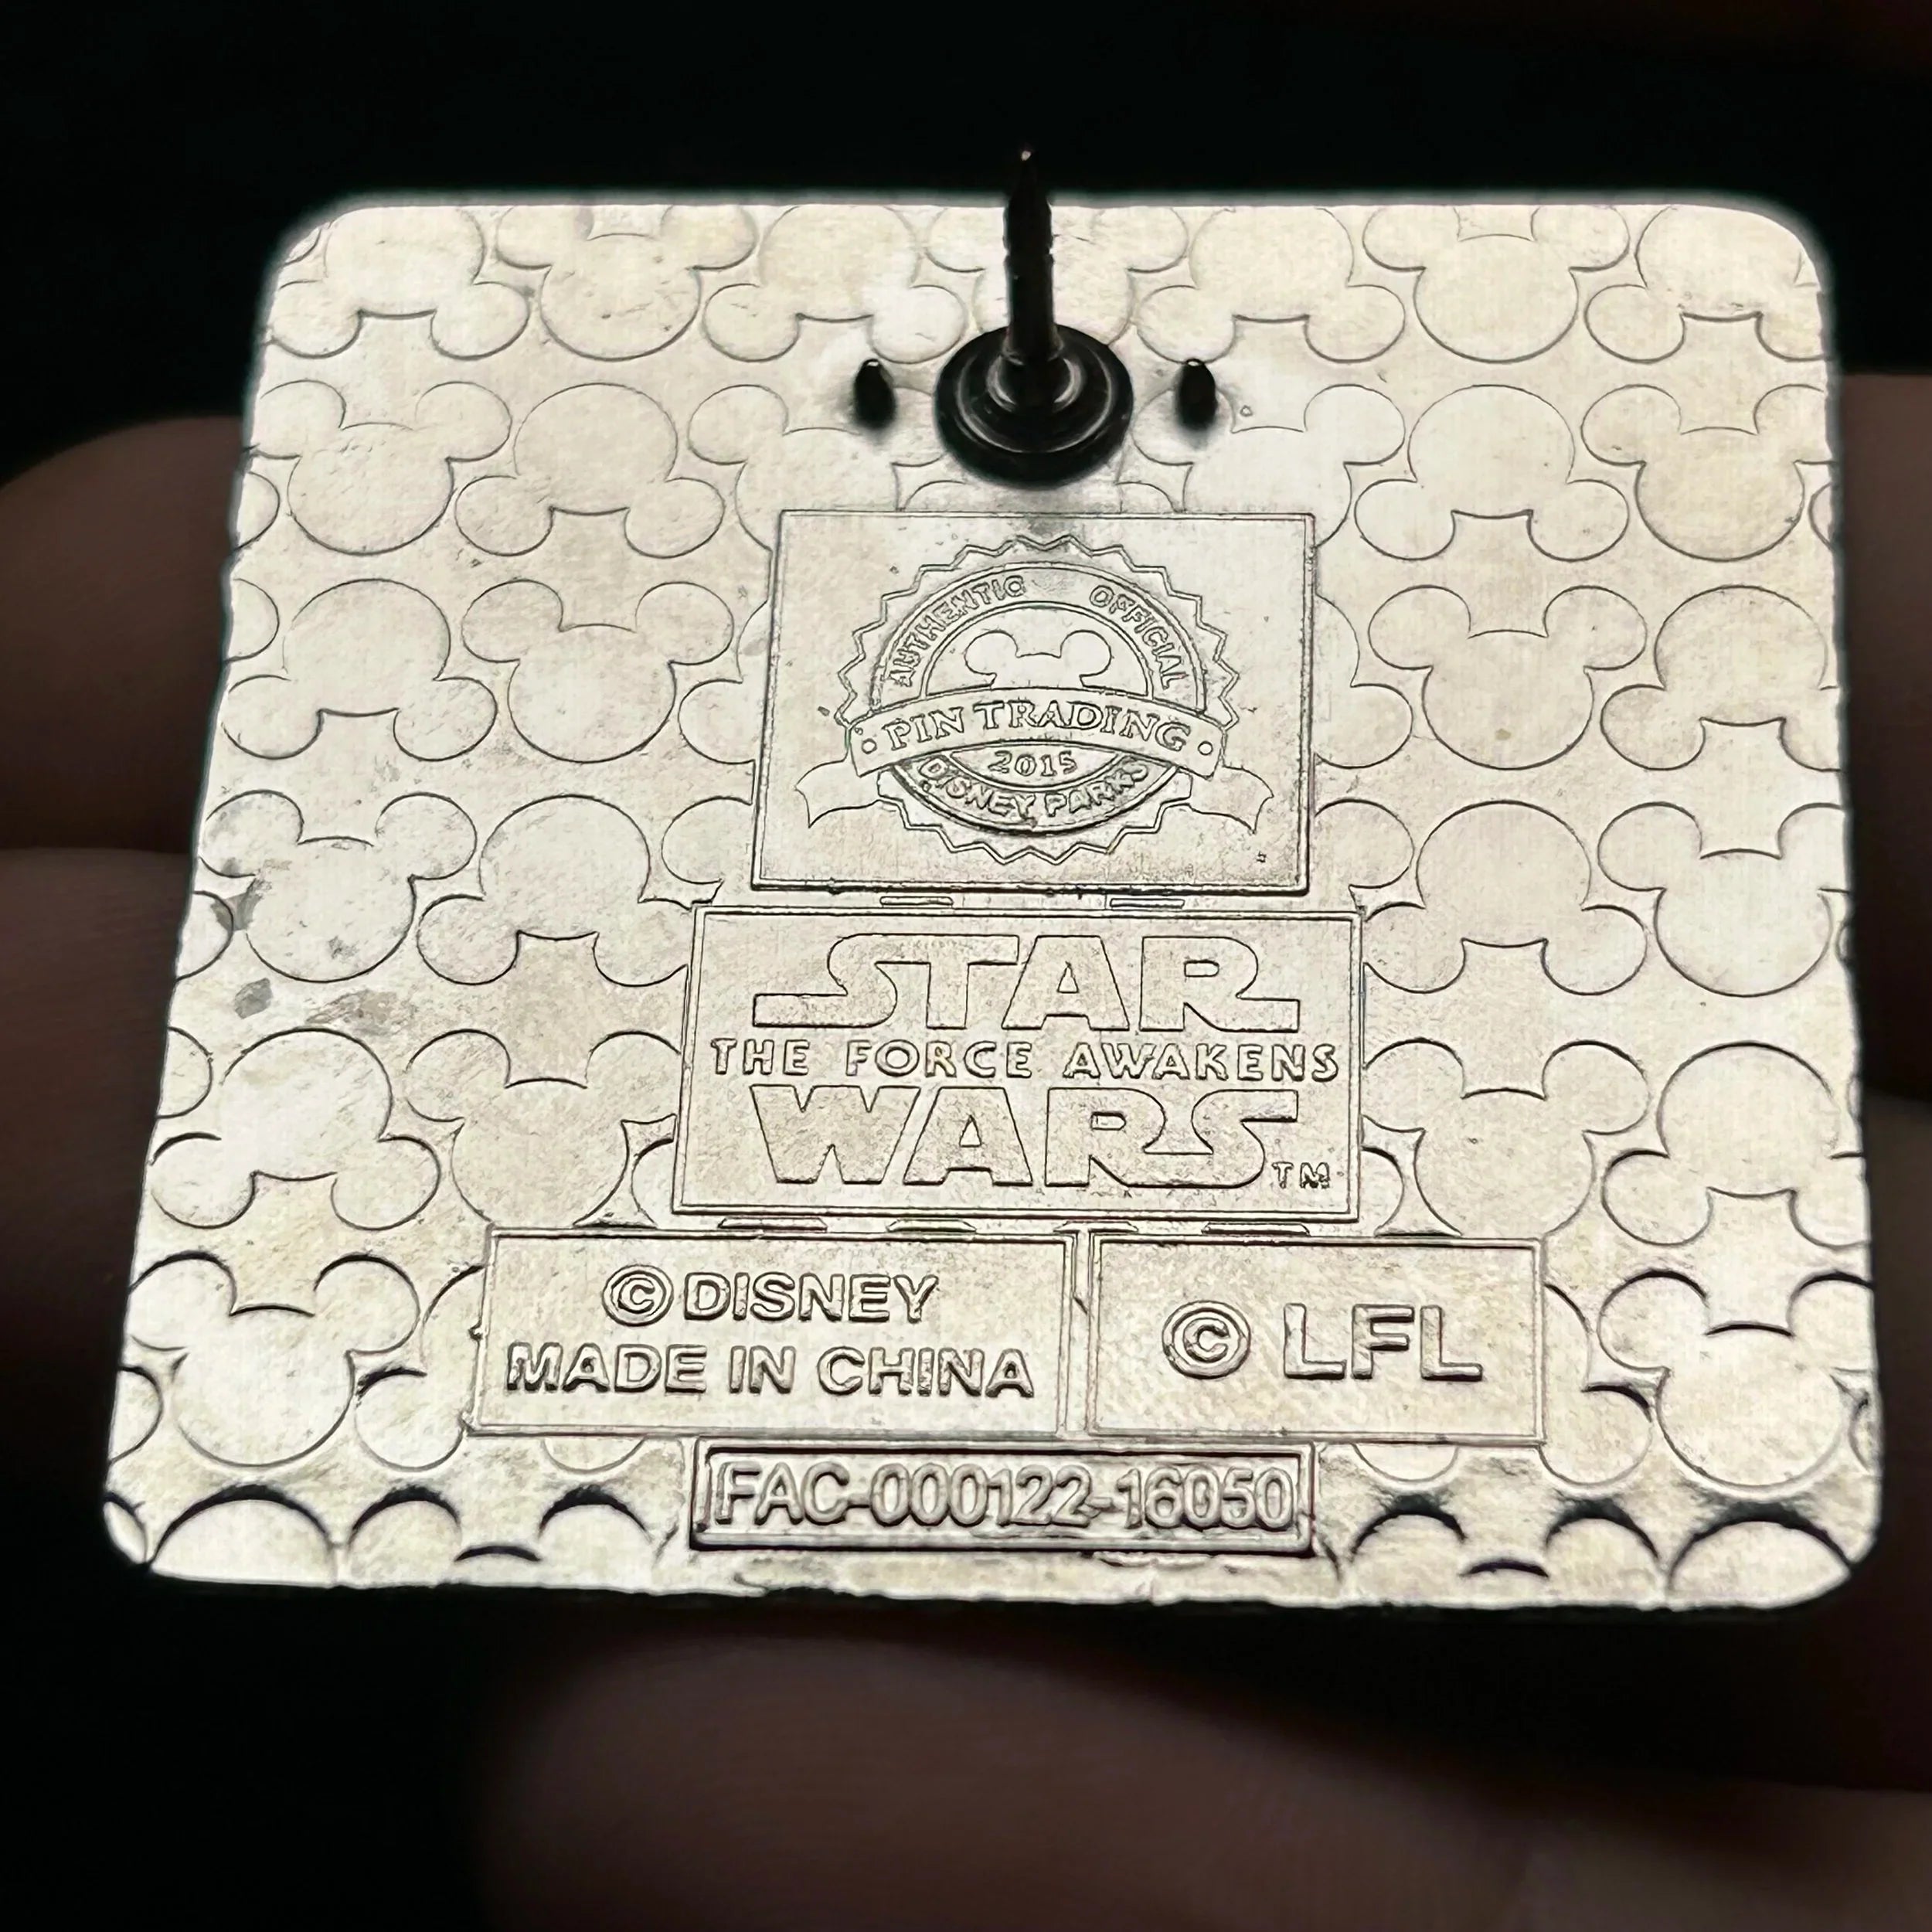 AUTHENTIC OFFICIAL
PIN TRADING
2015
DISNEY PARKS
STAR
THE FORCE AWAKENS
WARS TM
© DISNEY
MADE IN CHINA
© LFL
FAC-000122-16050